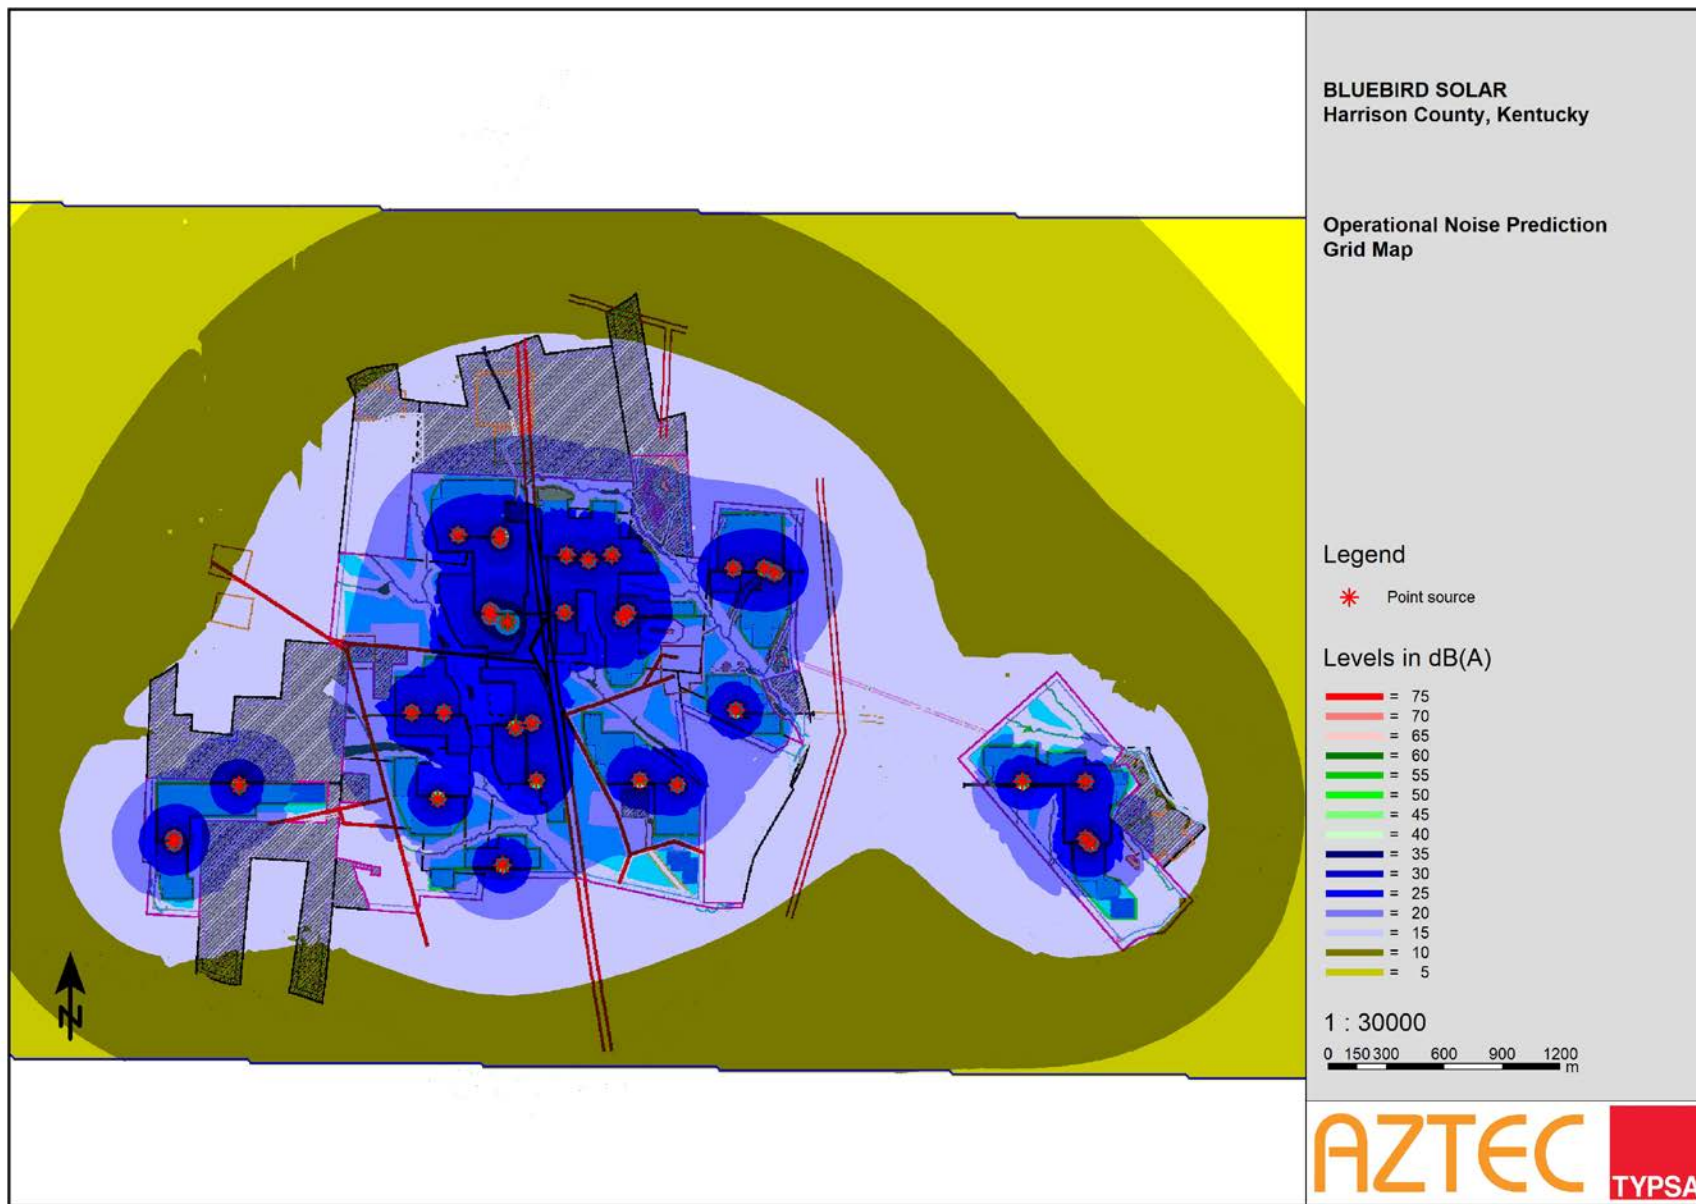 BLUEBIRD SOLAR
Harrison County, Kentucky
Operational Noise Prediction
Grid Map
Legend
Point source
Levels in dB(A)
= 75
= 70
= 65
= 60
= 55
= 50
= 45
= 40
= 35
= 30
= 25
= 20
= 15
= 10
= 5
1 : 30000
0 150 300 600 900 1200
m
N
AZTEC
TYPSA